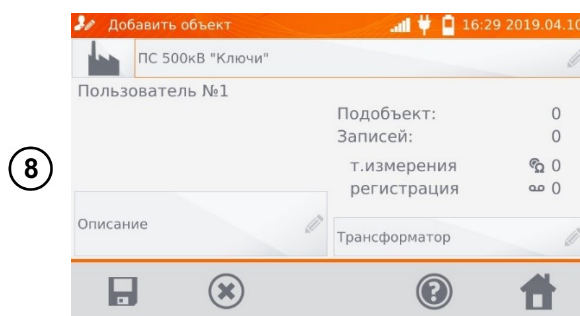 Добавить объект 16:29 2019.04.10
ПС 500кВ "Ключи"
Пользователь №1
Подобъект: 0
Записей: 0
8
т.измерения 0
регистрация 0
Описание
Трансформатор